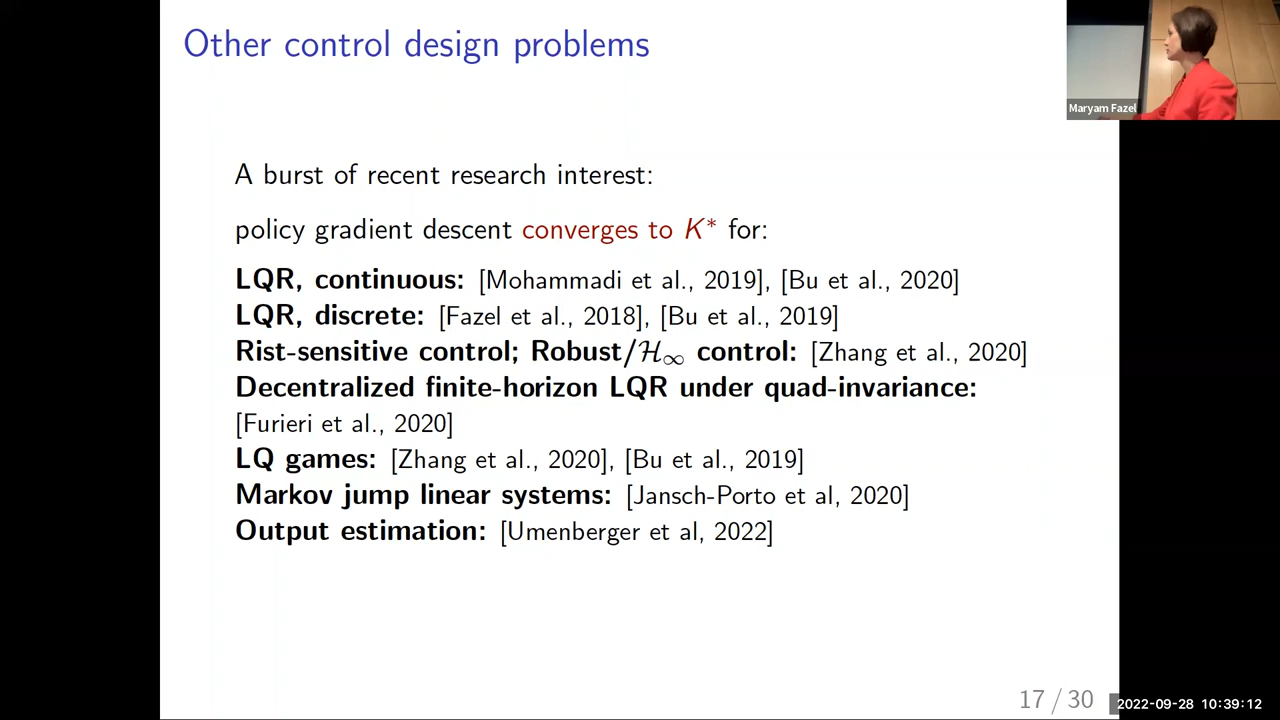 Other control design problems
Maryam Fazel
A burst of recent research interest:
policy gradient descent converges to K* for:
LQR, continuous: [Mohammadi et al., 2019], [Bu et al., 2020]
LQR, discrete: [Fazel et al., 2018], [Bu et al., 2019]
Rist-sensitive control; Robust/ℋ∞ control: [Zhang et al., 2020]
Decentralized finite-horizon LQR under quad-invariance:
[Furieri et al., 2020]
LQ games: [Zhang et al., 2020], [Bu et al., 2019]
Markov jump linear systems: [Jansch-Porto et al, 2020]
Output estimation: [Umenberger et al, 2022]
17 / 30
2022-09-28 10:39:12